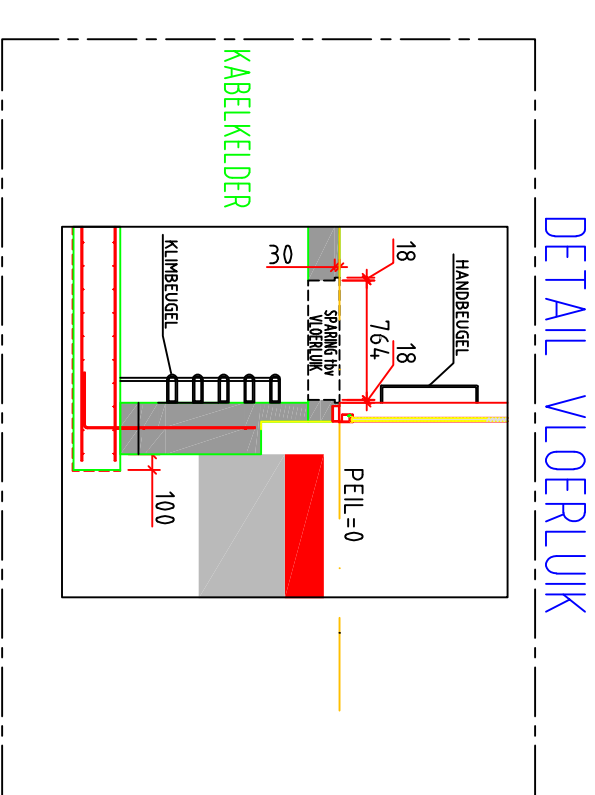 DETAIL VLOERLUIK
KABELKELDER
HANDBEUGEL
18
764
18
30
SPARING tbv
VLOERLUIK
KLIMBEUGEL
PEIL=0
100